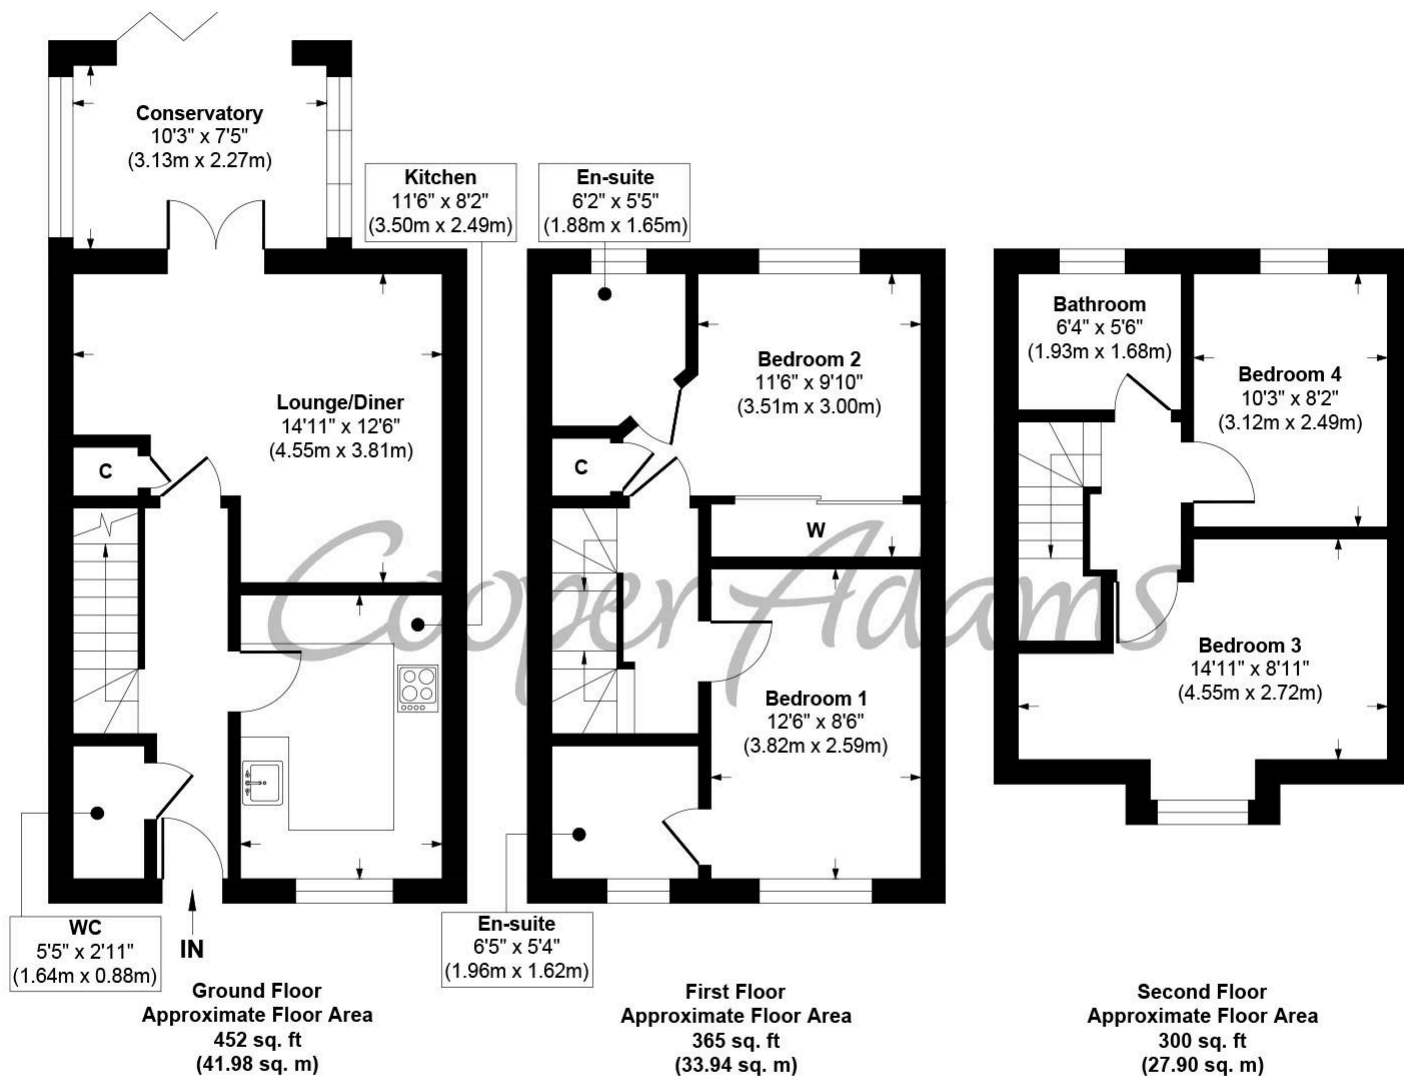 Conservatory
10'3" x 7'5"
(3.13m x 2.27m)
Kitchen
11'6" x 8'2"
(3.50m x 2.49m)
Lounge/Diner
14'11" x 12'6"
(4.55m x 3.81m)
C
WC
5'5" x 2'11"
(1.64m x 0.88m)
IN
Ground Floor
Approximate Floor Area
452 sq. ft
(41.98 sq. m)
En-suite
6'2" x 5'5"
(1.88m x 1.65m)
Bedroom 2
11'6" x 9'10"
(3.51m x 3.00m)
C
W
Bedroom 1
12'6" x 8'6"
(3.82m x 2.59m)
En-suite
6'5" x 5'4"
(1.96m x 1.62m)
First Floor
Approximate Floor Area
365 sq. ft
(33.94 sq. m)
Bathroom
6'4" x 5'6"
(1.93m x 1.68m)
Bedroom 4
10'3" x 8'2"
(3.12m x 2.49m)
Bedroom 3
14'11" x 8'11"
(4.55m x 2.72m)
Second Floor
Approximate Floor Area
300 sq. ft
(27.90 sq. m)
Cooper Adams